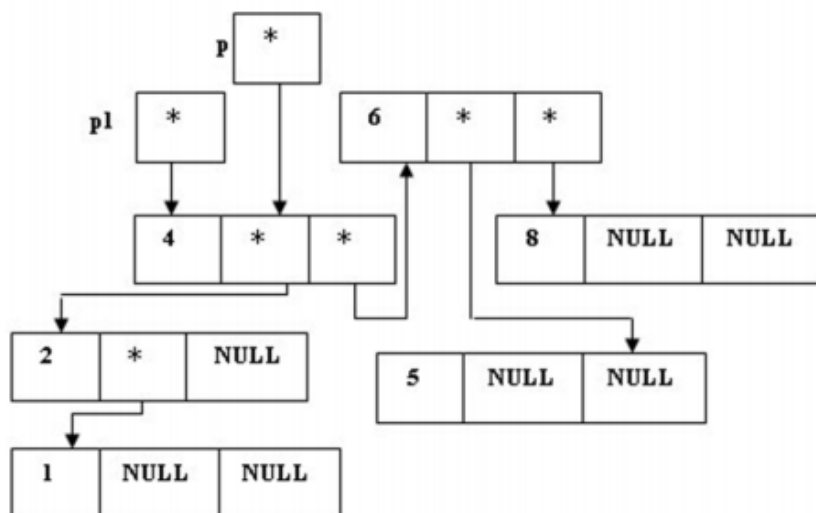 p *
p1 *
6 * *
4 * *
8 NULL NULL
2 * NULL
5 NULL NULL
1 NULL NULL